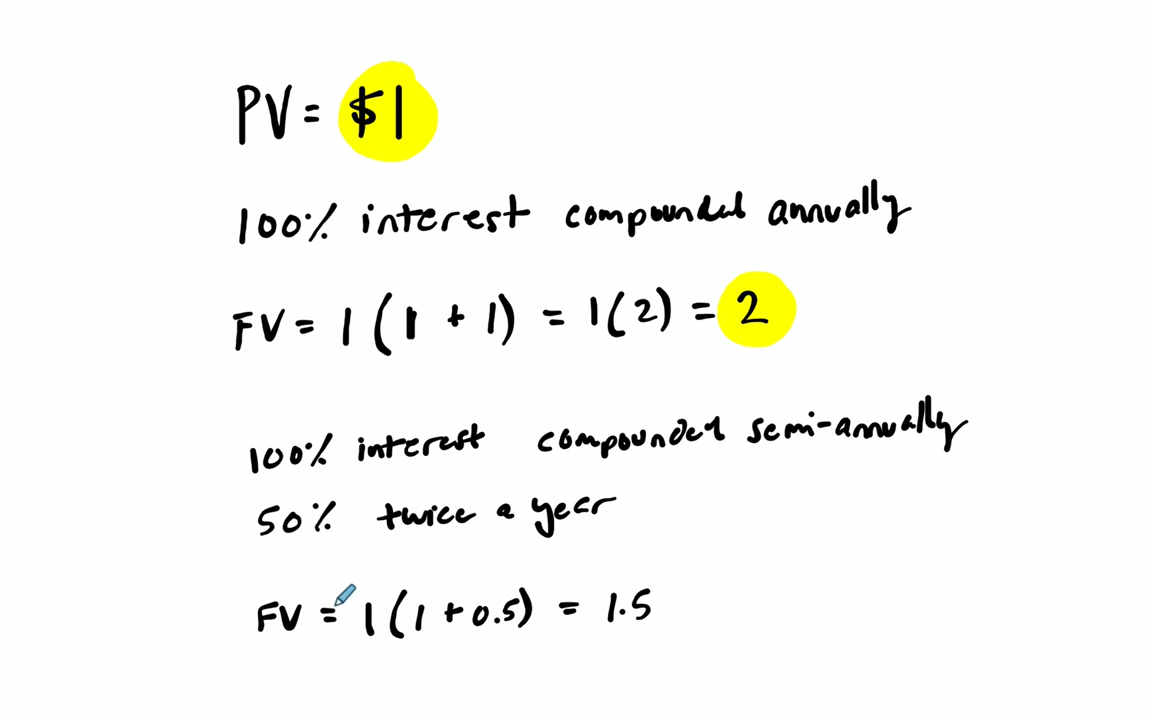 PV = $1
100% interest compounded annually
FV = 1 (1 + 1) = 1(2) = 2
100% interest compounded semi-annually
50% twice a year
FV = 1 (1 + 0.5) = 1.5